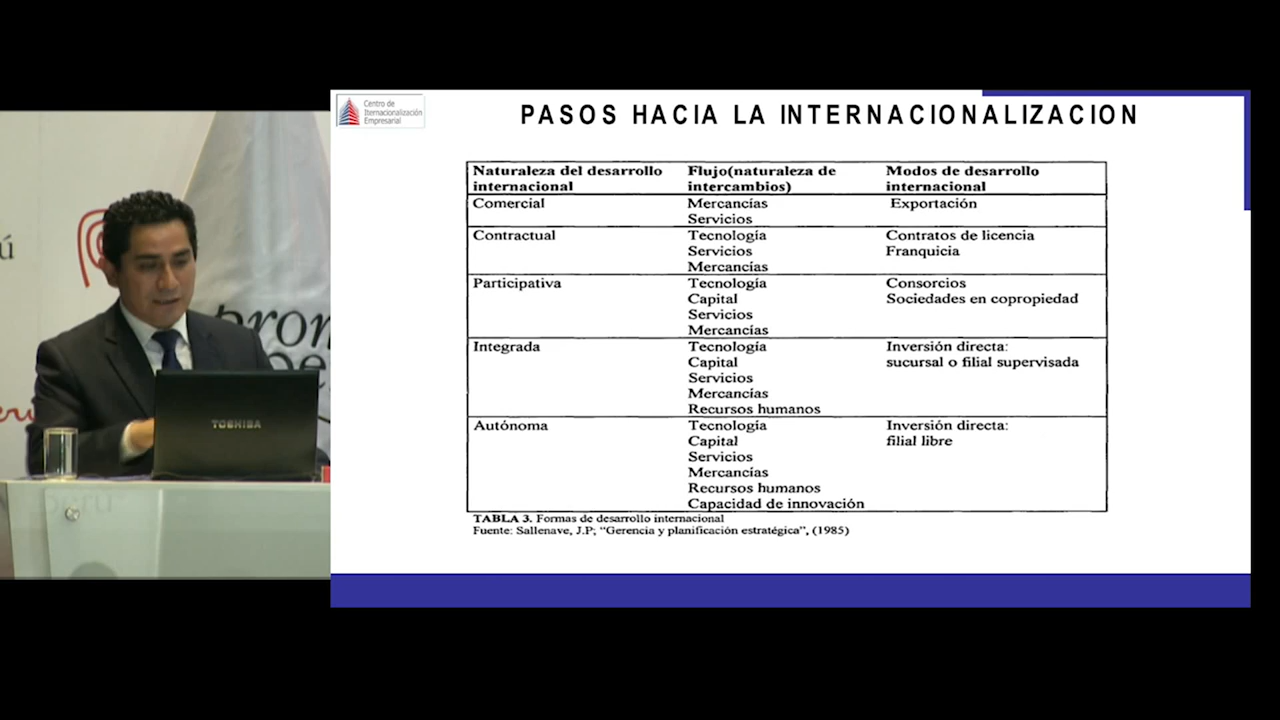 Centro de
Iternacionalización
Empresarial
PASOS HACIA LA INTERNACIONALIZACION
Naturaleza del desarrollo internacional
Flujo(naturaleza de intercambios)
Modos de desarrollo internacional
Comercial
Mercancías
Servicios
Exportación
Contractual
Tecnología
Servicios
Mercancías
Contratos de licencia
Franquicia
Participativa
Tecnología
Capital
Servicios
Mercancías
Consorcios
Sociedades en copropiedad
Integrada
Tecnología
Capital
Servicios
Mercancías
Recursos humanos
Inversión directa:
sucursal o filial supervisada
Autónoma
Tecnología
Capital
Servicios
Mercancías
Recursos humanos
Capacidad de innovación
Inversión directa:
filial libre
TABLA 3. Formas de desarrollo internacional
Fuente: Sallenave, J.P; "Gerencia y planificación estratégica", (1985)
TOSHIBA